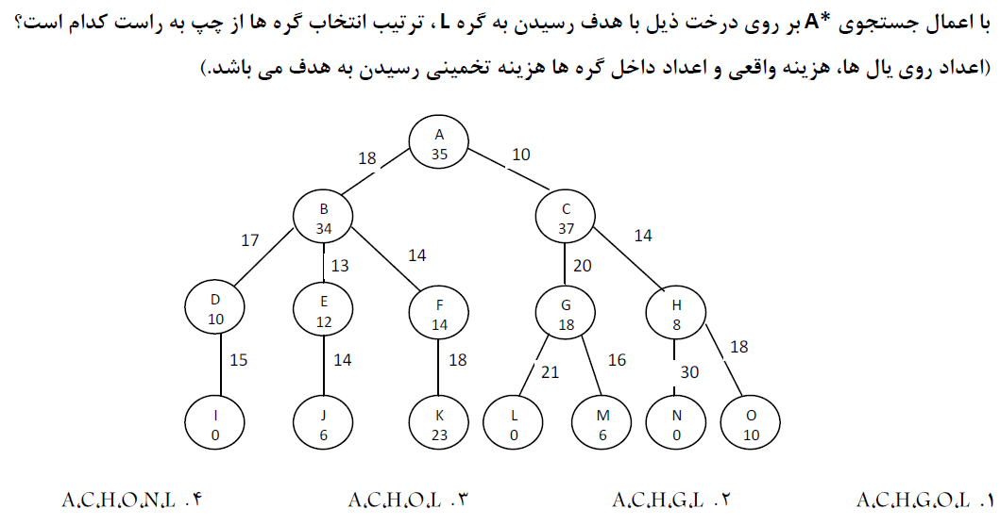 با اعمال جستجوی *A بر روی درخت ذیل با هدف رسیدن به گره L، ترتیب انتخاب گره ها از چپ به راست کدام است؟
(اعداد روی یال ها، هزینه واقعی و اعداد داخل گره ها هزینه تخمینی رسیدن به هدف می باشد.)
A
35
18
10
B
34
C
37
17
13
14
20
14
D
10
E
12
F
14
G
18
H
8
15
14
18
21
16
30
18
I
0
J
6
K
23
L
0
M
6
N
0
O
10
۱. A،C،H،G،O،L
۲. A،C،H،G،L
۳. A،C،H،O،L
۴. A،C،H،O،N،L